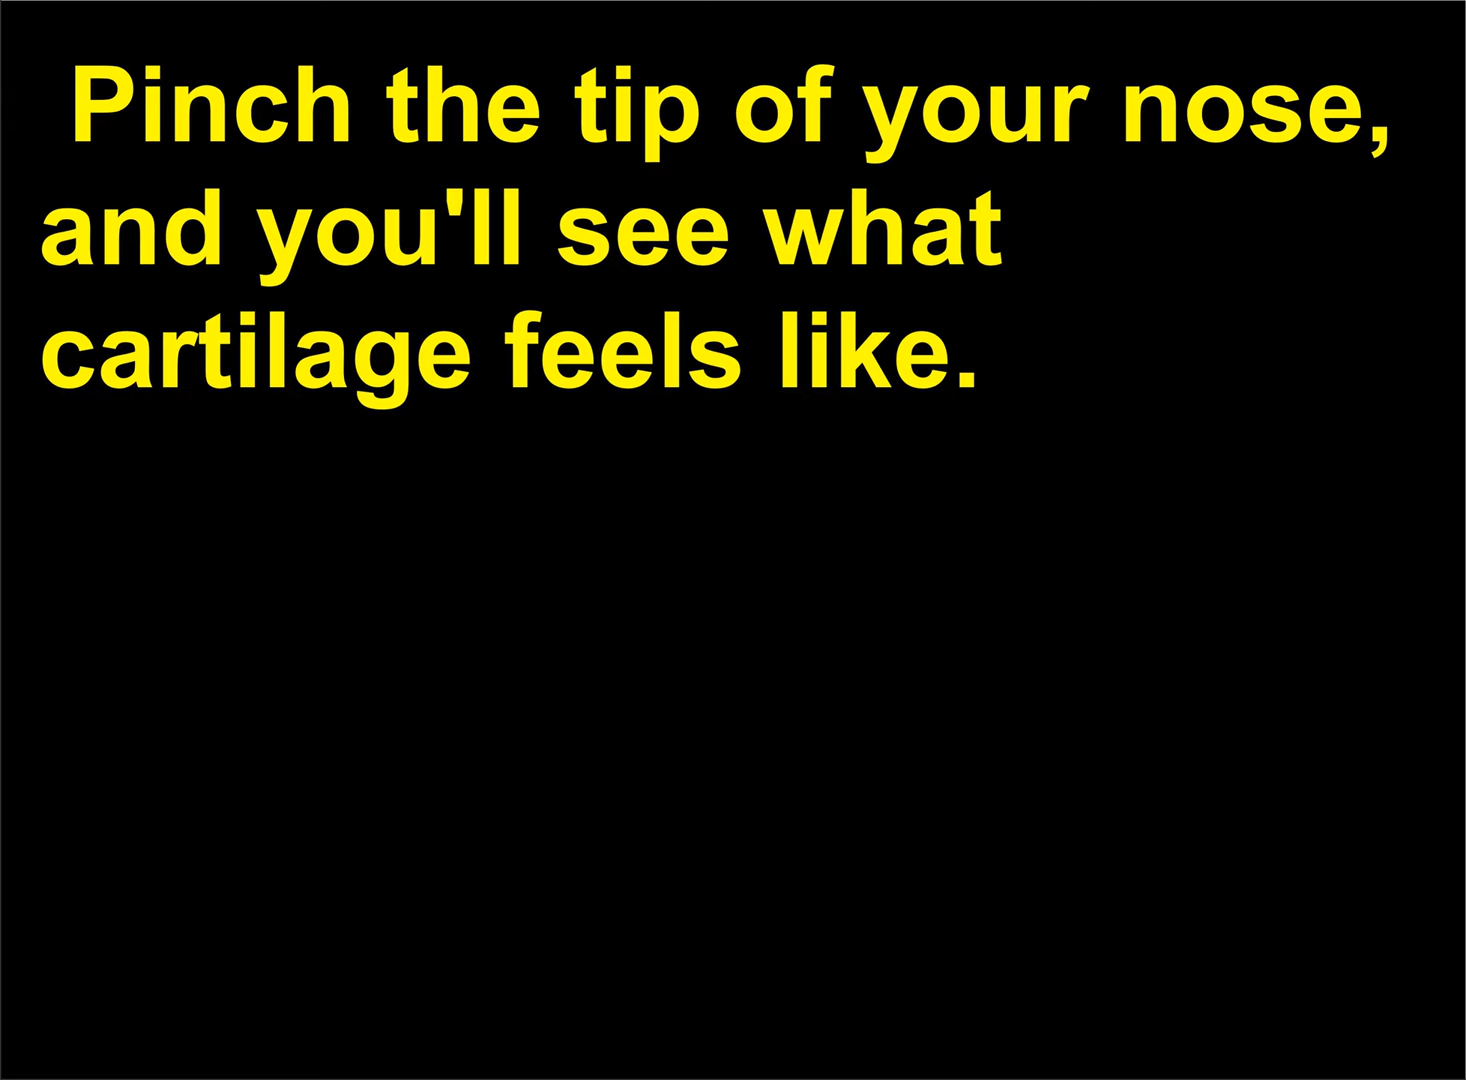 Pinch the tip of your nose,
and you'll see what
cartilage feels like.